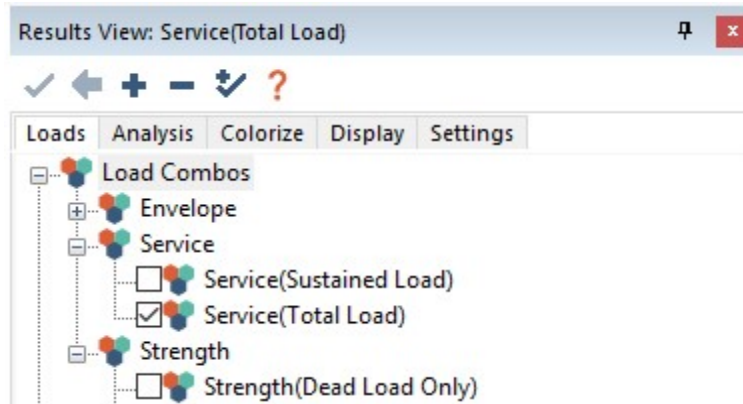 Results View: Service(Total Load)
Loads Analysis Colorize Display Settings
Load Combos
Envelope
Service
Service(Sustained Load)
Service(Total Load)
Strength
Strength(Dead Load Only)